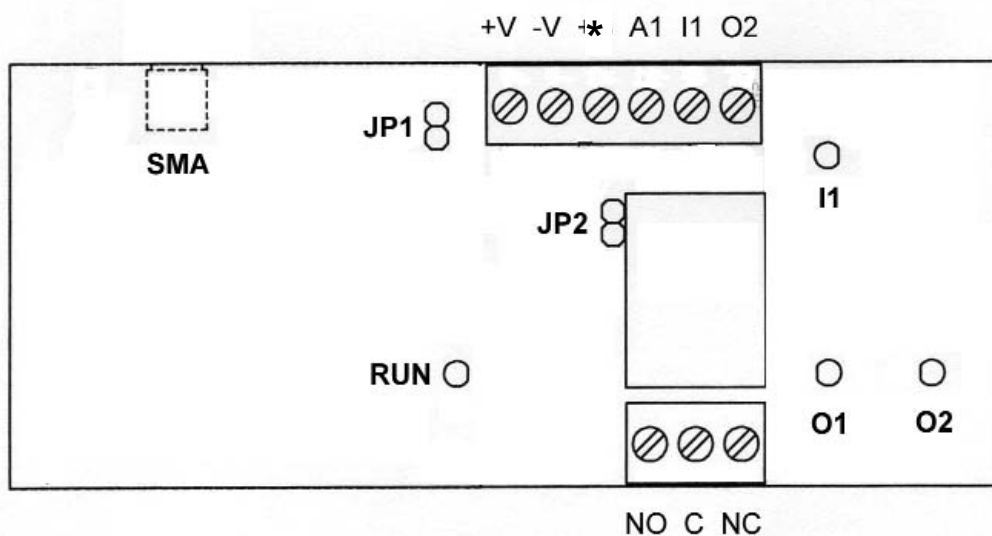 +V -V +* A1 I1 O2
JP1
SMA
I1
JP2
RUN
O1 O2
NO C NC